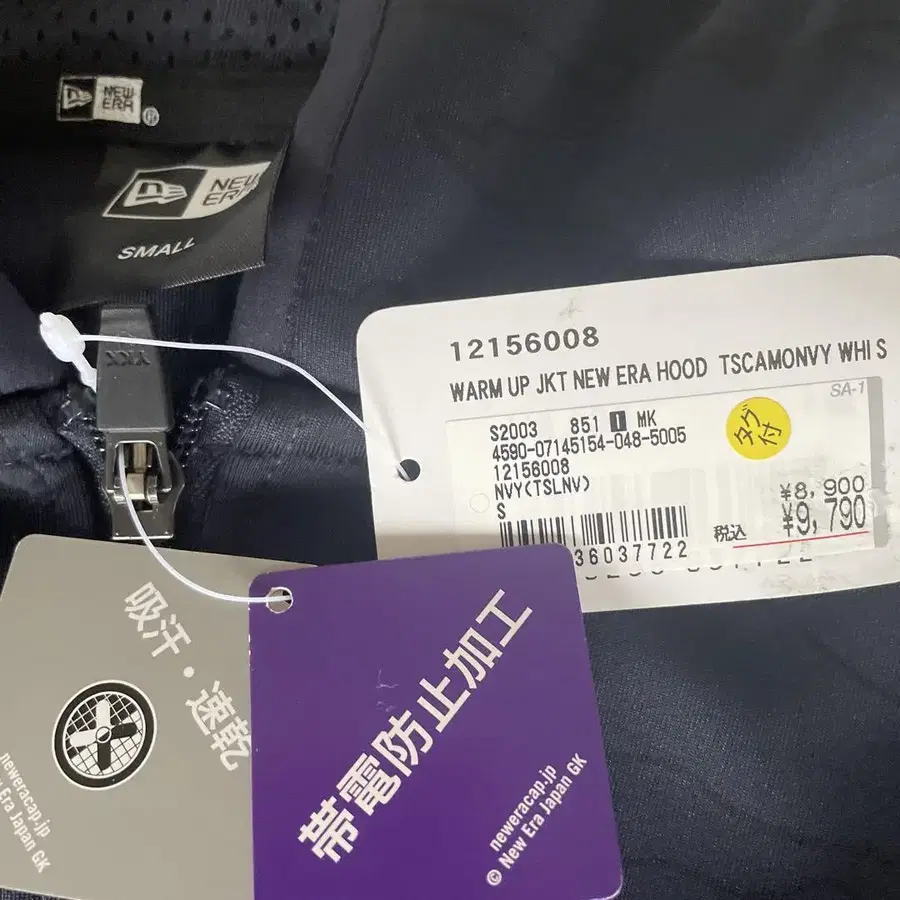 NEW ERA
®
NEW ERA
SMALL
YKK
12156008
WARM UP JKT NEW ERA HOOD TSCAMONVY WHI S
SA-1
S2003 851 I MK
4590-07145154-048-5005
12156008
NVY(TSLNV)
S
タグ付
¥8,900
税込 ¥9,790
36037722
吸汗・速乾
neweracap.jp
New Era Japan GK
帯電防止加工
neweracap.jp
© New Era Japan GK